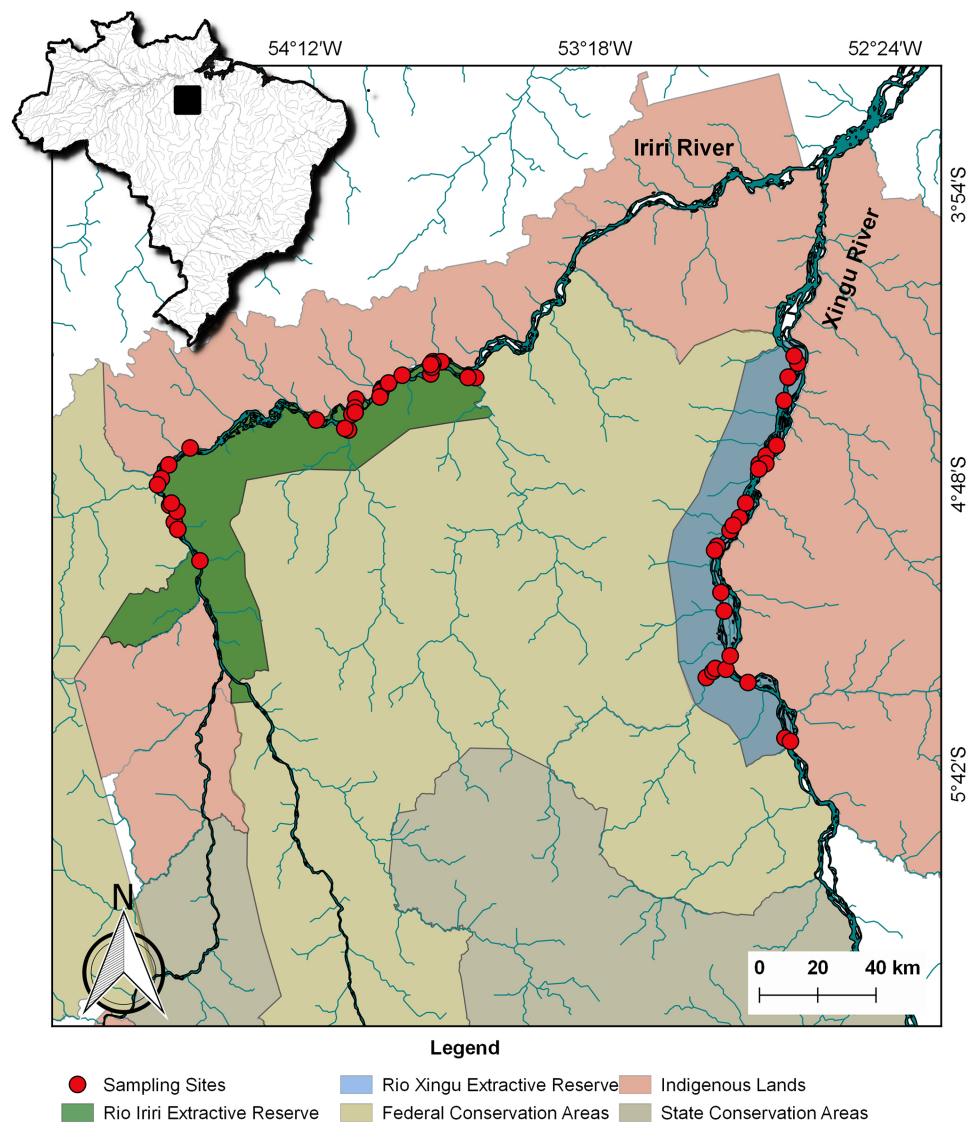 54°12'W 53°18'W 52°24'W
Iriri River
3°54'S
Xingu River
4°48'S
5°42'S
N
0 20 40 km
Legend
Sampling Sites Rio Xingu Extractive Reserve Indigenous Lands
Rio Iriri Extractive Reserve Federal Conservation Areas State Conservation Areas